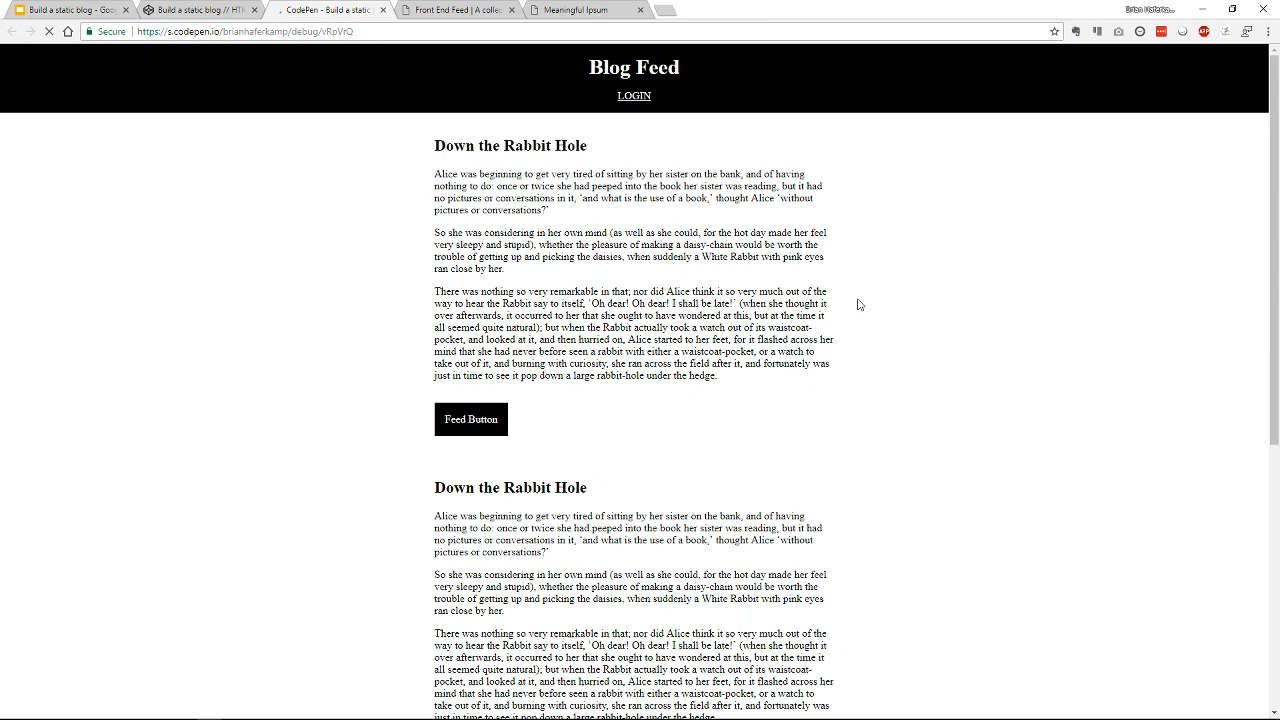 Build a static blog - Goo
Build a static blog // HTM
CodePen - Build a static
Front End Feed | A collec
Meaningful Ipsum
Brian Haferka...
Secure
https://s.codepen.io/brianhaferkamp/debug/vRpVrQ
Blog Feed
LOGIN
Down the Rabbit Hole
Alice was beginning to get very tired of sitting by her sister on the bank, and of having
nothing to do: once or twice she had peeped into the book her sister was reading, but it had
no pictures or conversations in it, ‘and what is the use of a book,’ thought Alice ‘without
pictures or conversations?’
So she was considering in her own mind (as well as she could, for the hot day made her feel
very sleepy and stupid), whether the pleasure of making a daisy-chain would be worth the
trouble of getting up and picking the daisies, when suddenly a White Rabbit with pink eyes
ran close by her.
There was nothing so very remarkable in that; nor did Alice think it so very much out of the
way to hear the Rabbit say to itself, ‘Oh dear! Oh dear! I shall be late!’ (when she thought it
over afterwards, it occurred to her that she ought to have wondered at this, but at the time it
all seemed quite natural); but when the Rabbit actually took a watch out of its waistcoat-
pocket, and looked at it, and then hurried on, Alice started to her feet, for it flashed across her
mind that she had never before seen a rabbit with either a waistcoat-pocket, or a watch to
take out of it, and burning with curiosity, she ran across the field after it, and fortunately was
just in time to see it pop down a large rabbit-hole under the hedge.
Feed Button
Down the Rabbit Hole
Alice was beginning to get very tired of sitting by her sister on the bank, and of having
nothing to do: once or twice she had peeped into the book her sister was reading, but it had
no pictures or conversations in it, ‘and what is the use of a book,’ thought Alice ‘without
pictures or conversations?’
So she was considering in her own mind (as well as she could, for the hot day made her feel
very sleepy and stupid), whether the pleasure of making a daisy-chain would be worth the
trouble of getting up and picking the daisies, when suddenly a White Rabbit with pink eyes
ran close by her.
There was nothing so very remarkable in that; nor did Alice think it so very much out of the
way to hear the Rabbit say to itself, ‘Oh dear! Oh dear! I shall be late!’ (when she thought it
over afterwards, it occurred to her that she ought to have wondered at this, but at the time it
all seemed quite natural); but when the Rabbit actually took a watch out of its waistcoat-
pocket, and looked at it, and then hurried on, Alice started to her feet, for it flashed across her
mind that she had never before seen a rabbit with either a waistcoat-pocket, or a watch to
take out of it, and burning with curiosity, she ran across the field after it, and fortunately was
just in time to see it pop down a large rabbit-hole under the hedge.